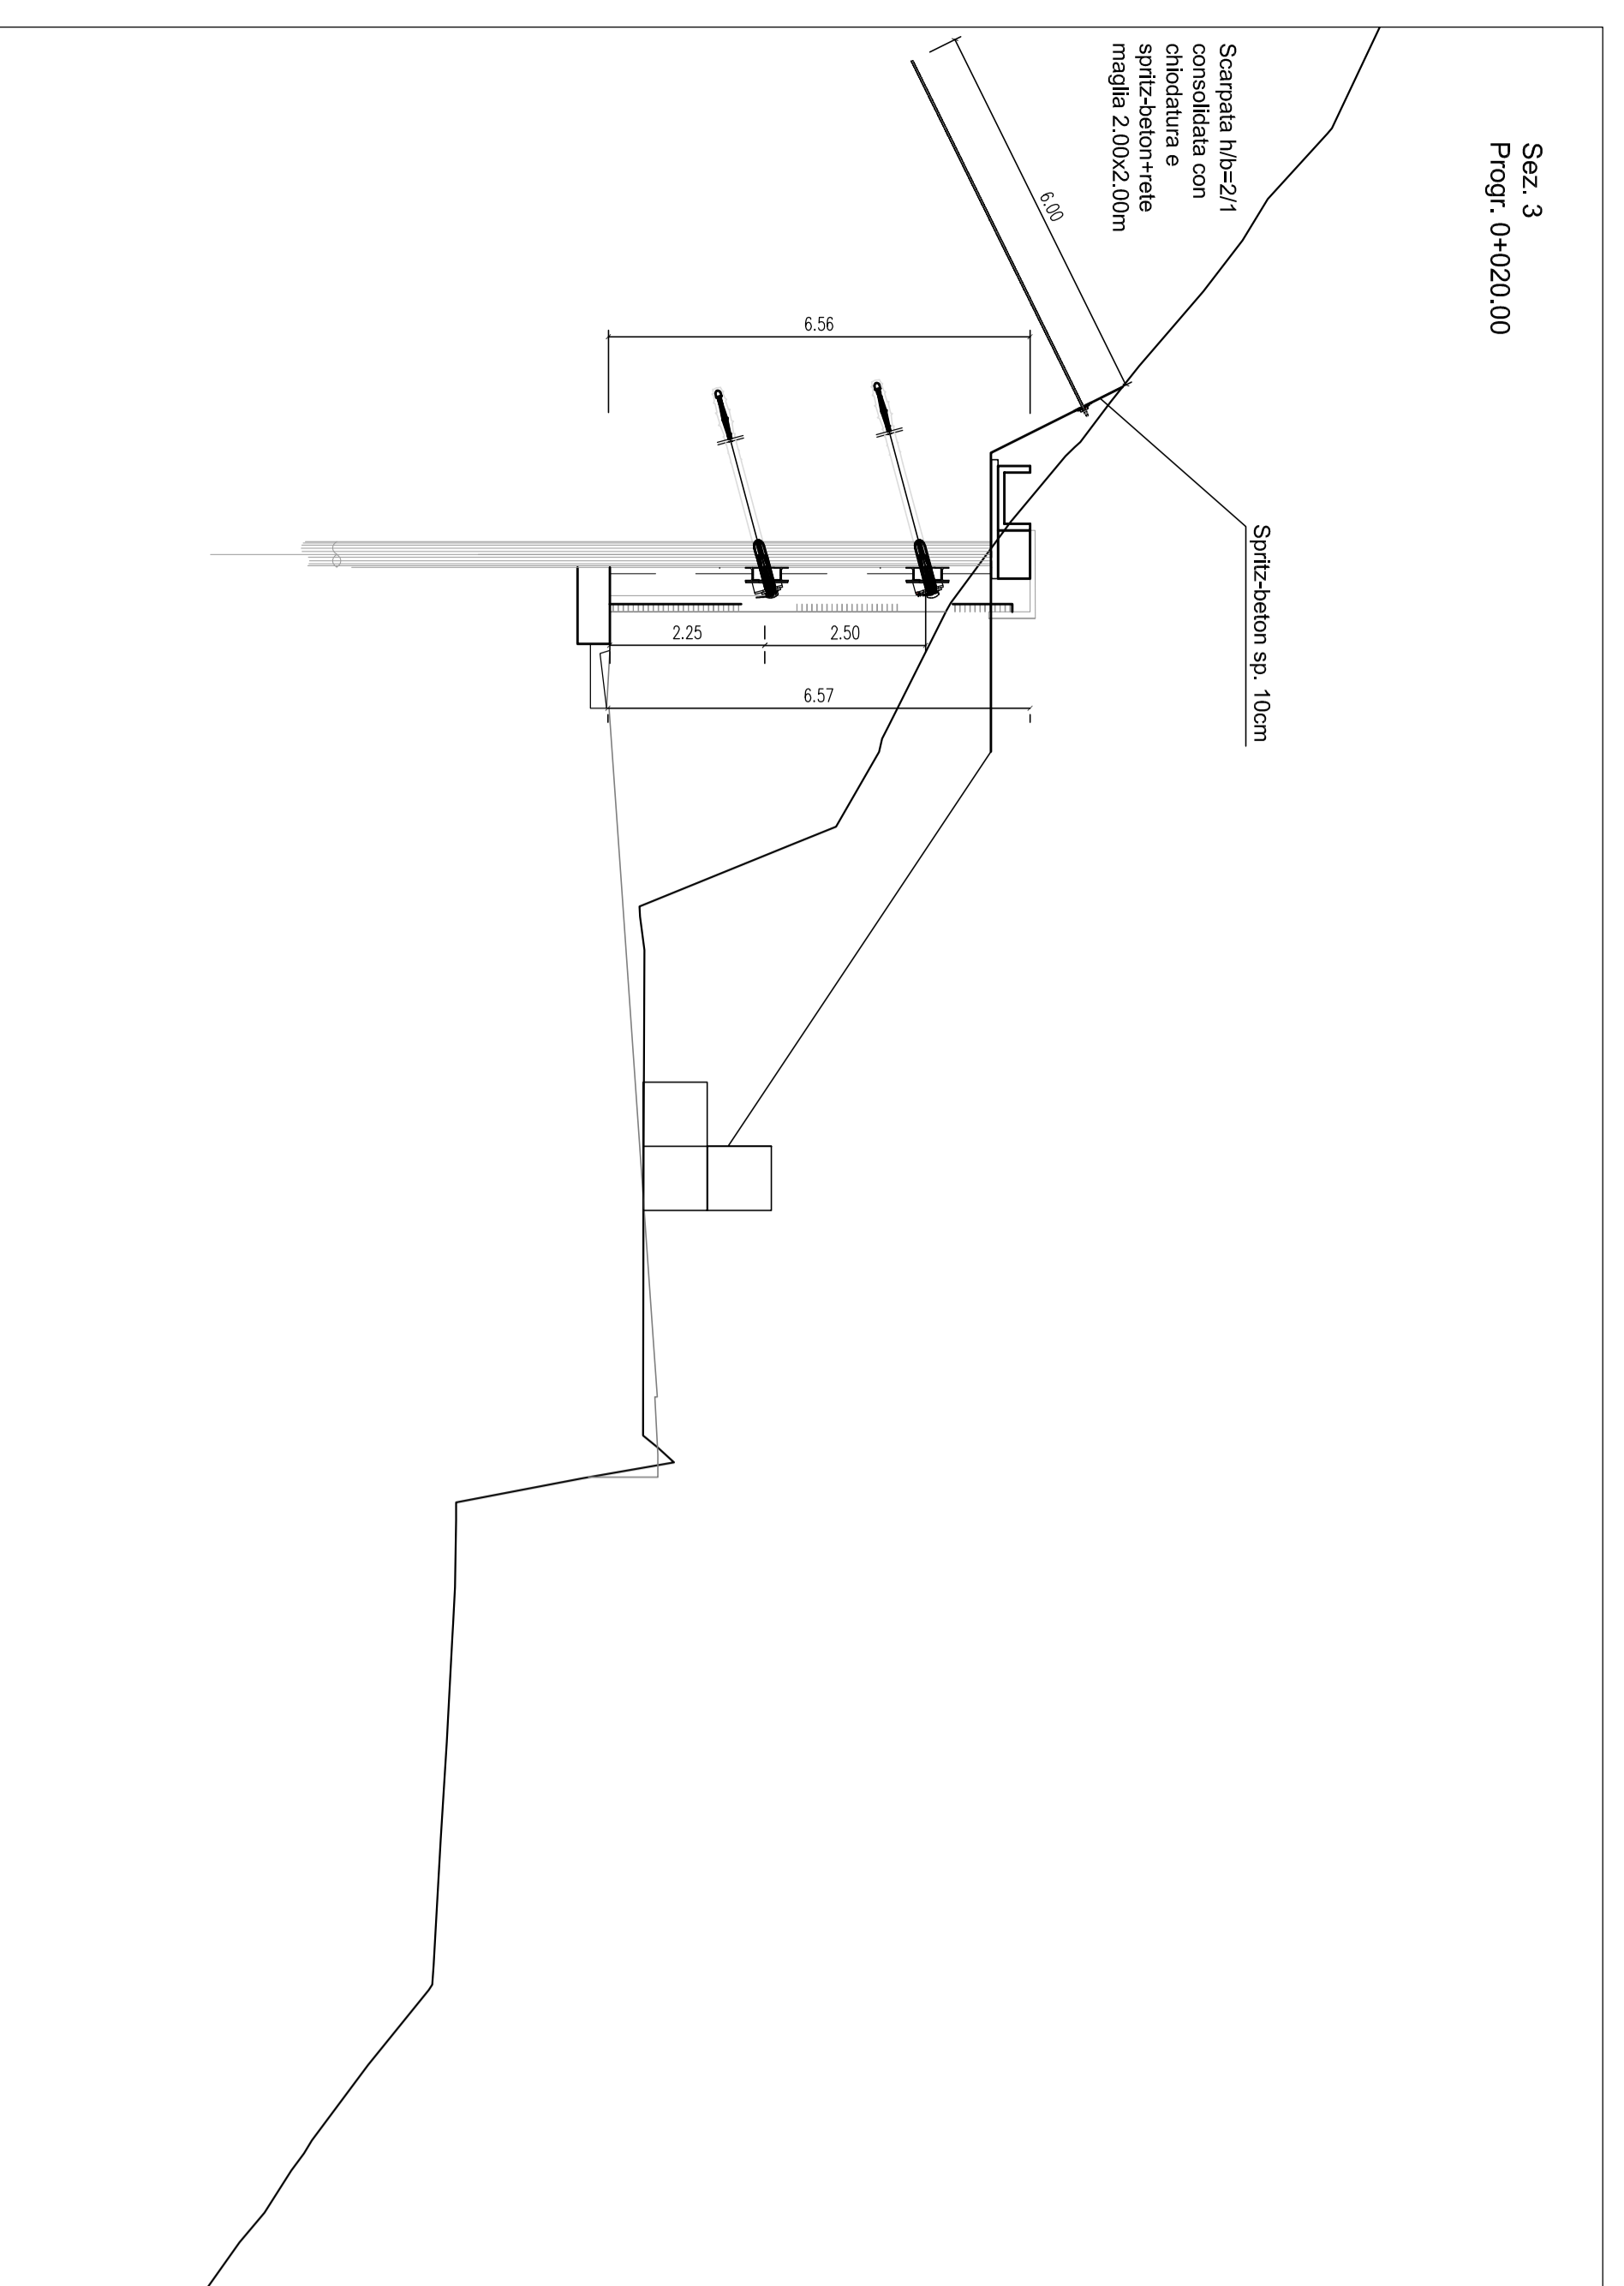 Sez. 3
Progr. 0+020.00
Spritz-beton sp. 10cm
Scarpata h/b=2/1
consolidata con
chiodatura e
spritz-beton+rete
maglia 2.00x2.00m
6.00
6.56
2.25
2.50
6.57